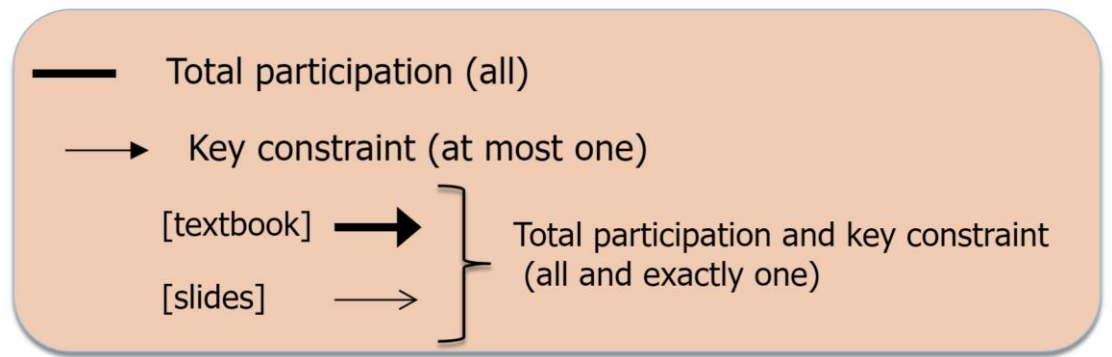 Total participation (all)
Key constraint (at most one)
[textbook]
Total participation and key constraint
(all and exactly one)
[slides]